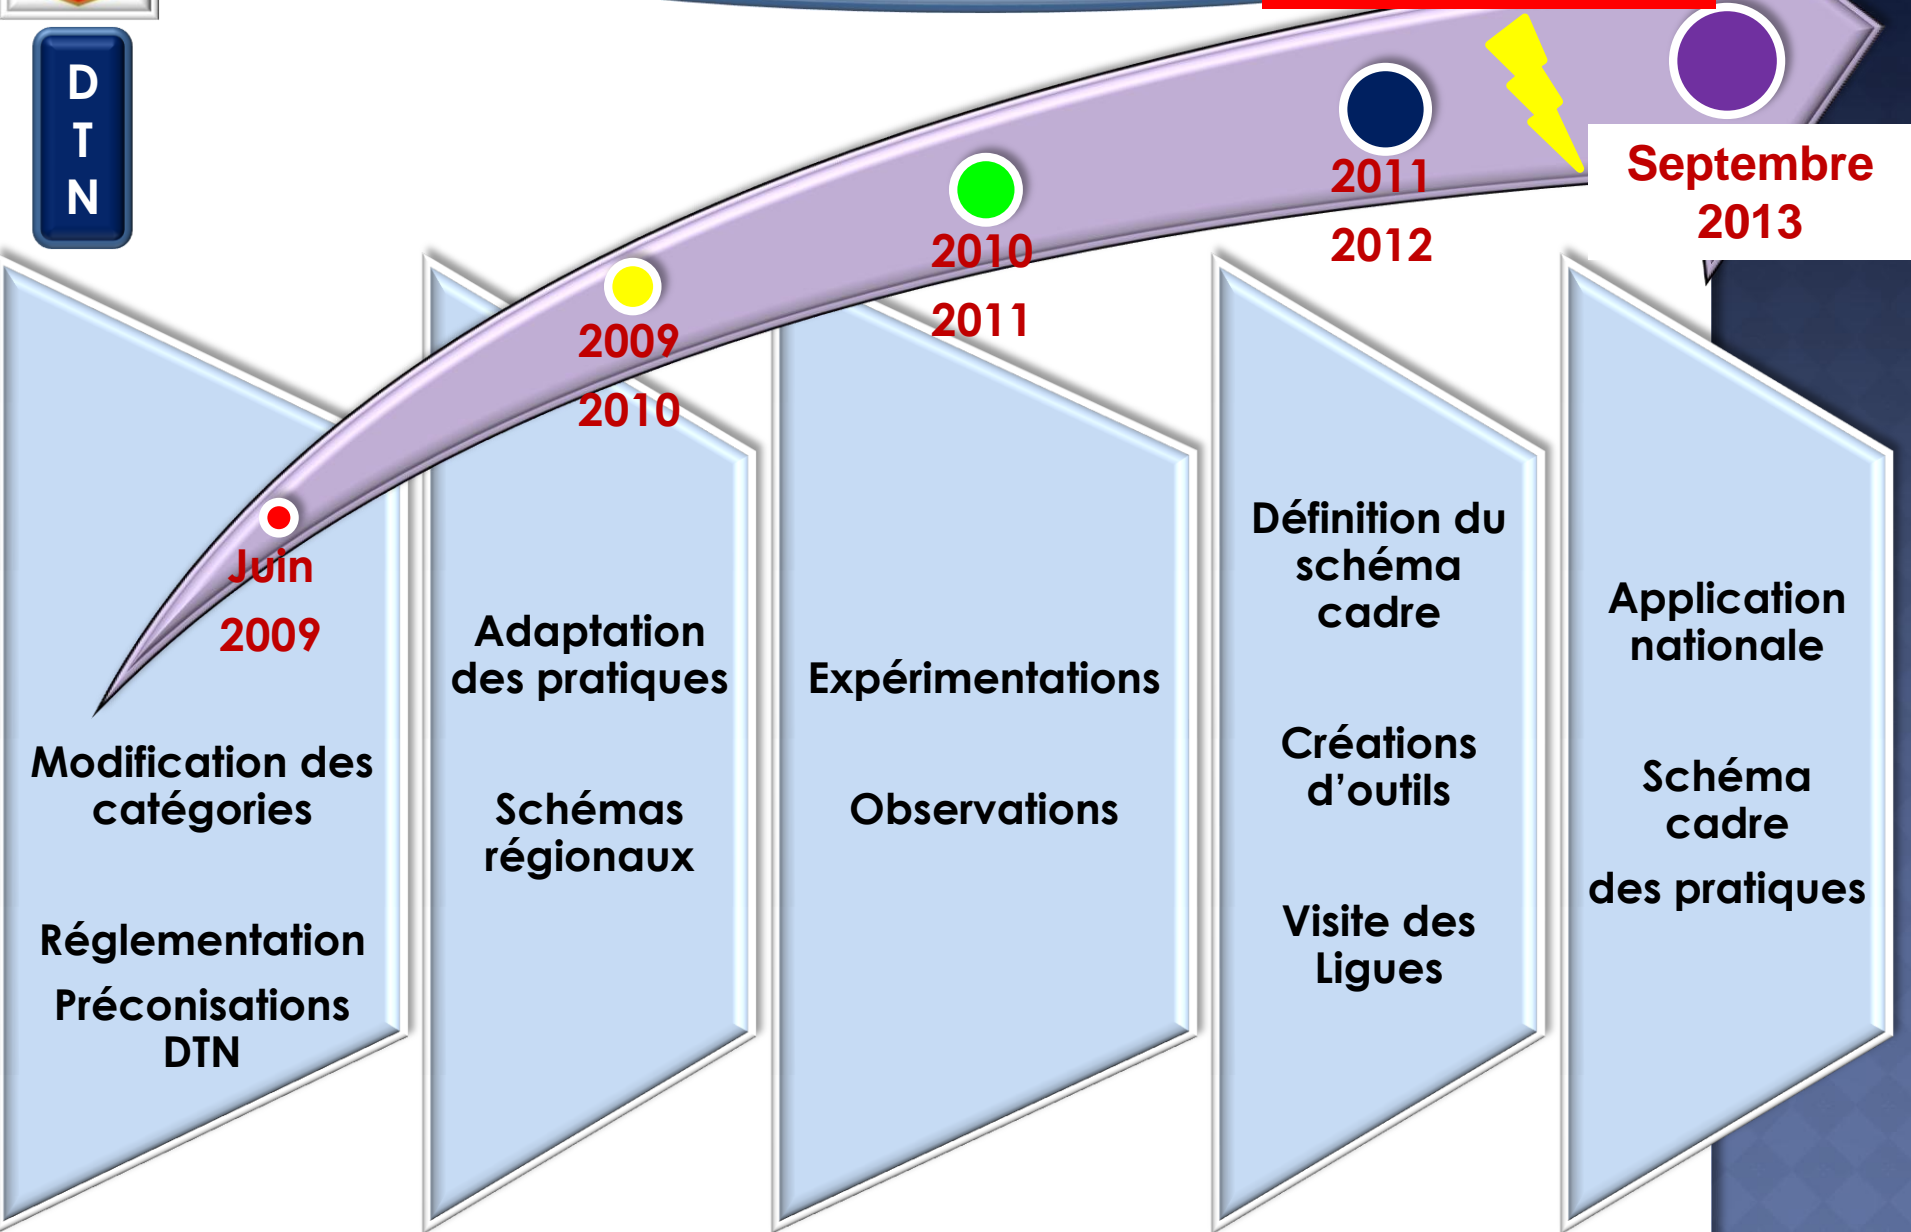 D
T
N
Juin
2009
2009
2010
2010
2011
2011
2012
Septembre
2013
Modification des
catégories
Réglementation
Préconisations
DTN
Adaptation
des pratiques
Schémas
régionaux
Expérimentations
Observations
Définition du
schéma
cadre
Créations
d’outils
Visite des
Ligues
Application
nationale
Schéma
cadre
des pratiques